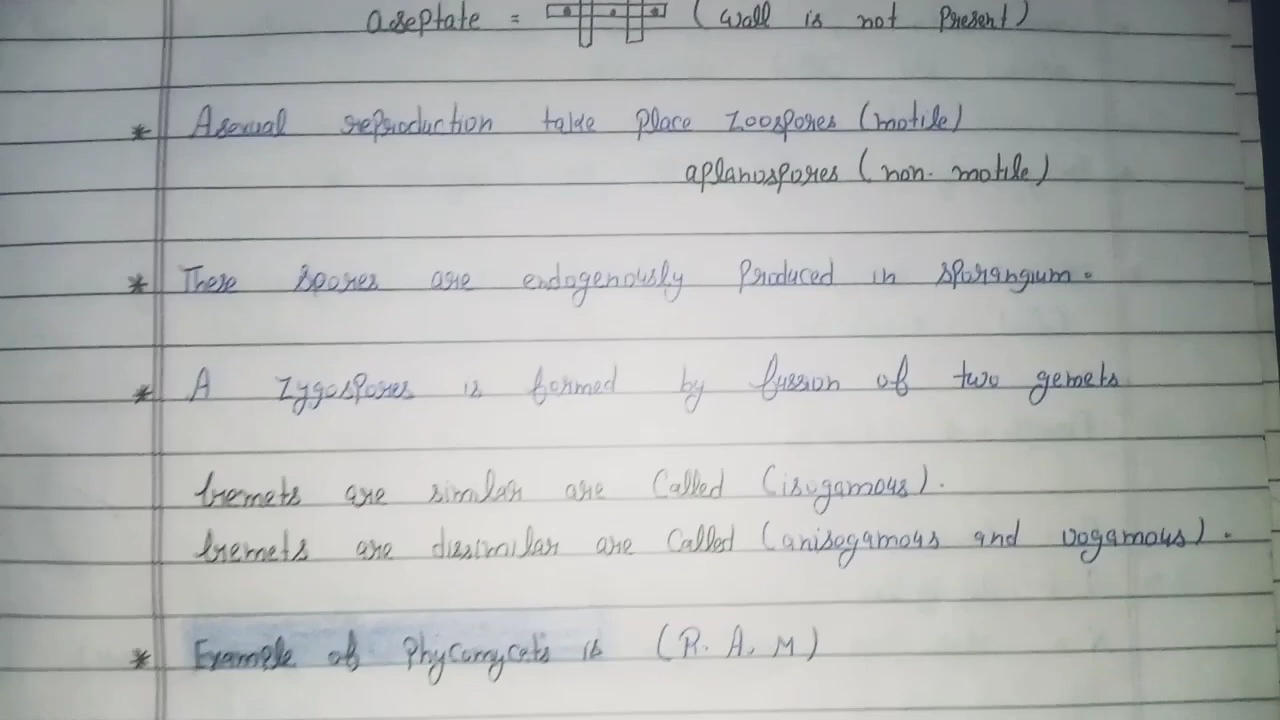 aseptate = (wall is not Present)
* Asexual reproduction take place zoospores (motile)
aplanospores (non. motile)
* These spores are endogenously Produced in sporangium.
* A Zygospores is formed by fussion of two gemets
Gemets are similar are Called (isogamous).
Gemets are dissimilar are Called (anisogamous and oogamous).
* Example of Phycomycets is (R. A. M)